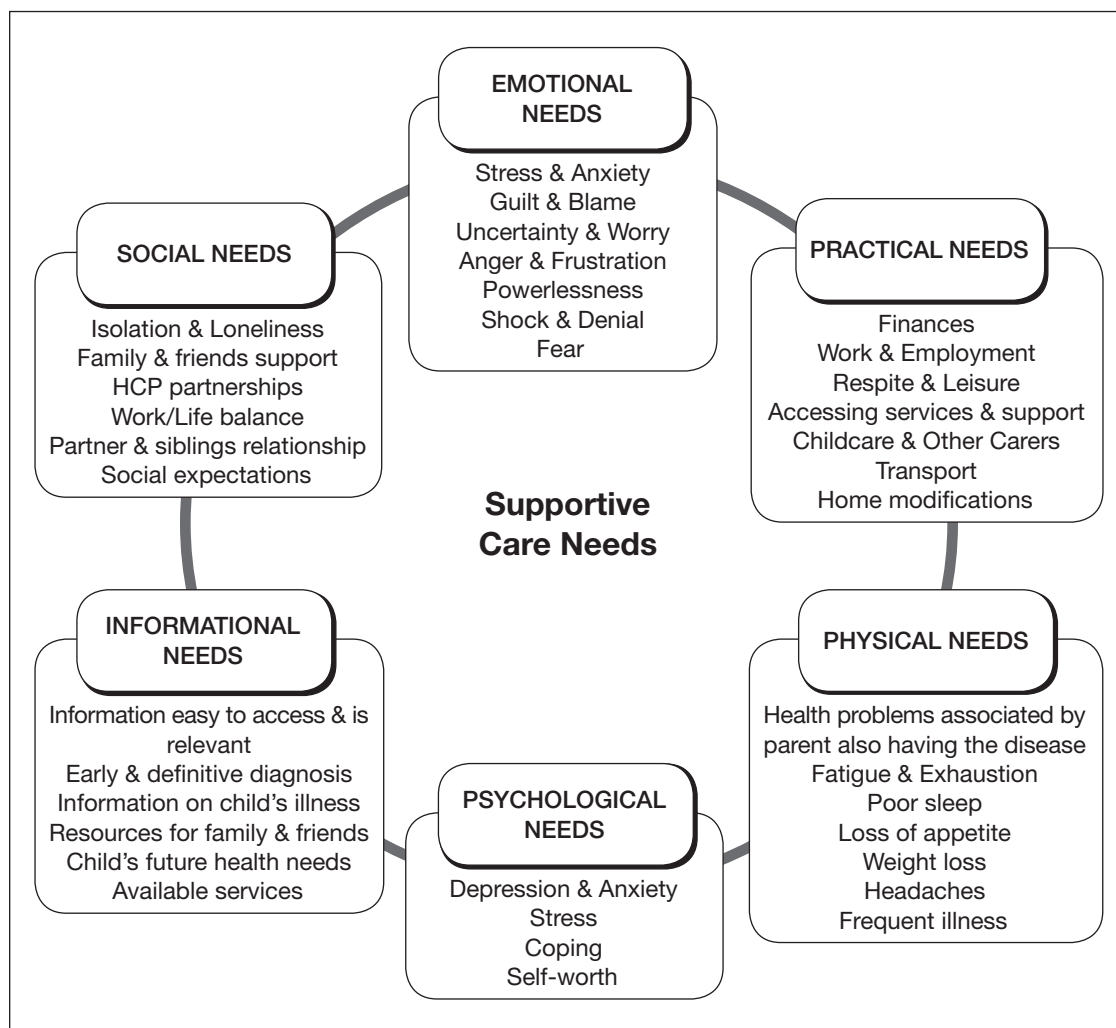 EMOTIONAL
NEEDS
Stress & Anxiety
Guilt & Blame
Uncertainty & Worry
Anger & Frustration
Powerlessness
Shock & Denial
Fear
SOCIAL NEEDS
Isolation & Loneliness
Family & friends support
HCP partnerships
Work/Life balance
Partner & siblings relationship
Social expectations
PRACTICAL NEEDS
Finances
Work & Employment
Respite & Leisure
Accessing services & support
Childcare & Other Carers
Transport
Home modifications
Supportive
Care Needs
INFORMATIONAL
NEEDS
Information easy to access & is
relevant
Early & definitive diagnosis
Information on child's illness
Resources for family & friends
Child's future health needs
Available services
PSYCHOLOGICAL
NEEDS
Depression & Anxiety
Stress
Coping
Self-worth
PHYSICAL NEEDS
Health problems associated by
parent also having the disease
Fatigue & Exhaustion
Poor sleep
Loss of appetite
Weight loss
Headaches
Frequent illness